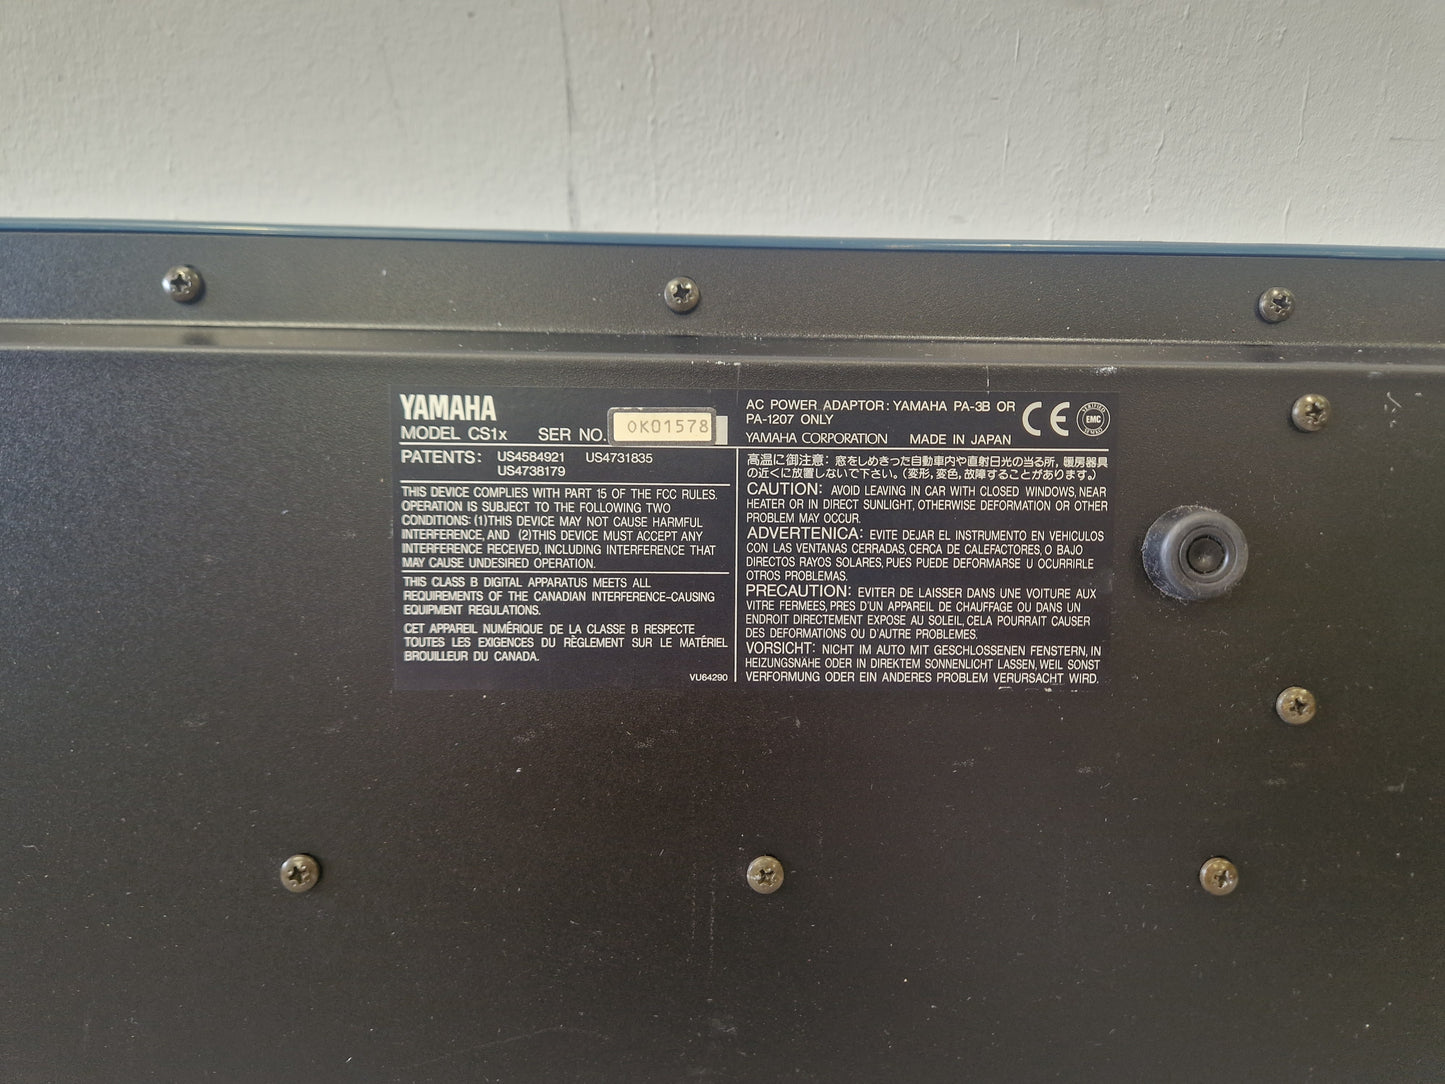 YAMAHA
MODEL CS1x SER NO. OK01578
PATENTS: US4584921 US4731835
US4738179
THIS DEVICE COMPLIES WITH PART 15 OF THE FCC RULES.
OPERATION IS SUBJECT TO THE FOLLOWING TWO
CONDITIONS: (1)THIS DEVICE MAY NOT CAUSE HARMFUL
INTERFERENCE, AND (2)THIS DEVICE MUST ACCEPT ANY
INTERFERENCE RECEIVED, INCLUDING INTERFERENCE THAT
MAY CAUSE UNDESIRED OPERATION.
THIS CLASS B DIGITAL APPARATUS MEETS ALL
REQUIREMENTS OF THE CANADIAN INTERFERENCE-CAUSING
EQUIPMENT REGULATIONS.
CET APPAREIL NUMÉRIQUE DE LA CLASSE B RESPECTE
TOUTES LES EXIGENCES DU RÈGLEMENT SUR LE MATÉRIEL
BROUILLEUR DU CANADA.
VU64290
AC POWER ADAPTOR: YAMAHA PA-3B OR
PA-1207 ONLY
YAMAHA CORPORATION MADE IN JAPAN
CE
VERIFIED
EMC
高温に御注意: 窓をしめきった自動車内や直射日光の当る所, 暖房器具
の近くに放置しないで下さい。(変形, 変色, 故障することがあります。)
CAUTION: AVOID LEAVING IN CAR WITH CLOSED WINDOWS, NEAR
HEATER OR IN DIRECT SUNLIGHT, OTHERWISE DEFORMATION OR OTHER
PROBLEM MAY OCCUR.
ADVERTENICA: EVITE DEJAR EL INSTRUMENTO EN VEHICULOS
CON LAS VENTANAS CERRADAS, CERCA DE CALEFACTORES, O BAJO
DIRECTOS RAYOS SOLARES, PUES PUEDE DEFORMARSE U OCURRIRLE
OTROS PROBLEMAS.
PRECAUTION: EVITER DE LAISSER DANS UNE VOITURE AUX
VITRE FERMEES, PRES D'UN APPAREIL DE CHAUFFAGE OU DANS UN
ENDROIT DIRECTEMENT EXPOSE AU SOLEIL, CELA POURRAIT CAUSER
DES DEFORMATIONS OU D'AUTRE PROBLEMES.
VORSICHT: NICHT IM AUTO MIT GESCHLOSSENEN FENSTERN, IN
HEIZUNGSNÄHE ODER IN DIREKTEM SONNENLICHT LASSEN, WEIL SONST
VERFORMUNG ODER EIN ANDERES PROBLEM VERURSACHT WIRD.